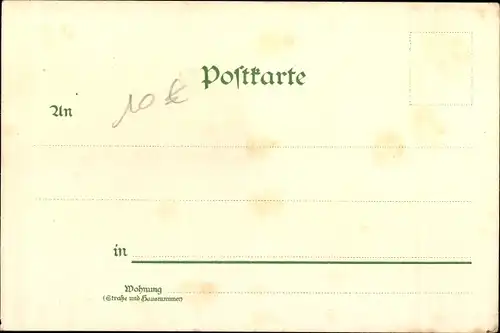 Postkarte
10 €
An
in
Wohnung
(Straße und Hausnummer)